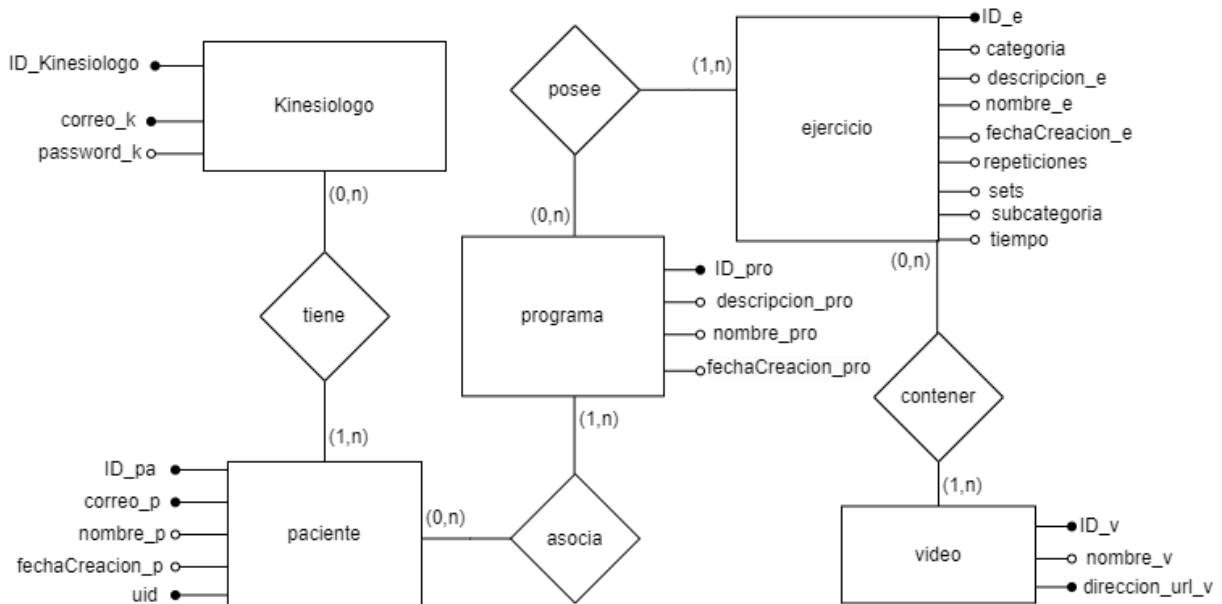 ID_Kinesiologo
correo_k
password_k
Kinesiologo
(0,n)
tiene
(1,n)
ID_pa
correo_p
nombre_p
fechaCreacion_p
uid
paciente
(0,n)
asocia
(1,n)
programa
ID_pro
descripcion_pro
nombre_pro
fechaCreacion_pro
(0,n)
posee
(1,n)
ejercicio
ID_e
categoria
descripcion_e
nombre_e
fechaCreacion_e
repeticiones
sets
subcategoria
tiempo
(0,n)
contener
(1,n)
video
ID_v
nombre_v
direccion_url_v